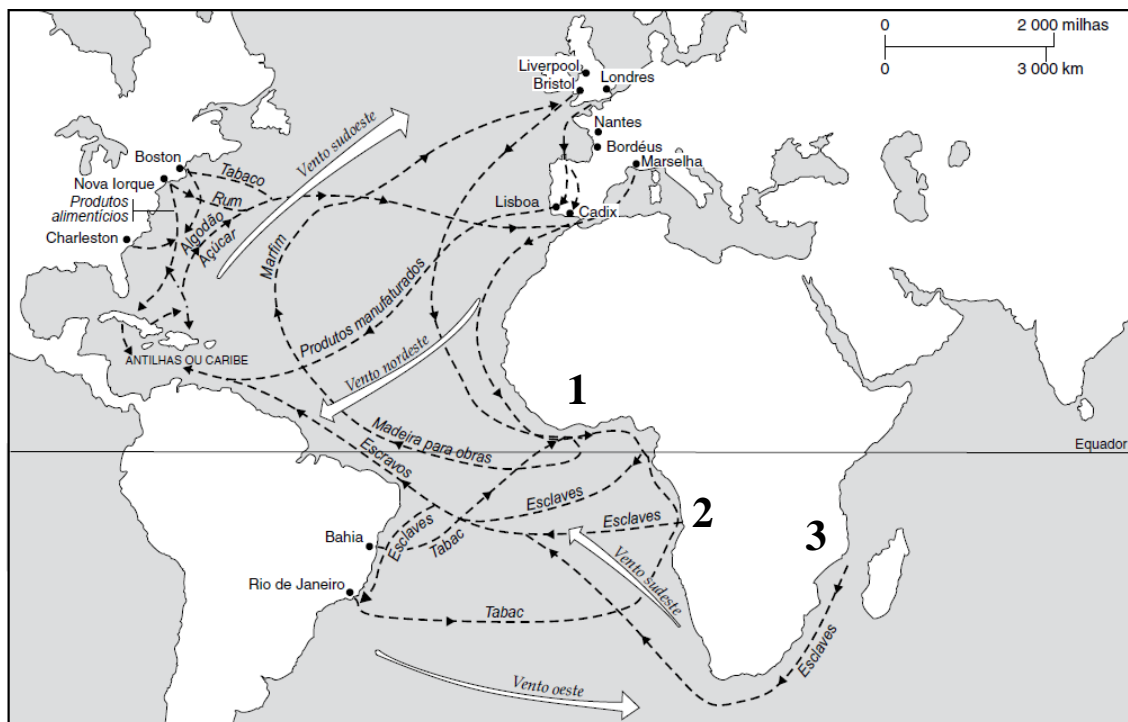 0 2 000 milhas
0 3 000 km
Liverpool
Bristol
Londres
Nantes
Bordéus
Marselha
Lisboa
Cadix
Boston
Nova Iorque
Produtos
alimentícios
Charleston
Tabaco
Rum
Algodão
Açúcar
Vento sudoeste
Marfim
Produtos manufaturados
Vento nordeste
ANTILHAS OU CARIBE
1
Madeira para obras
Equador
Escravos
Esclaves
Esclaves
2
3
Bahia
Esclaves
Tabac
Vento sudeste
Rio de Janeiro
Tabac
Esclaves
Vento oeste